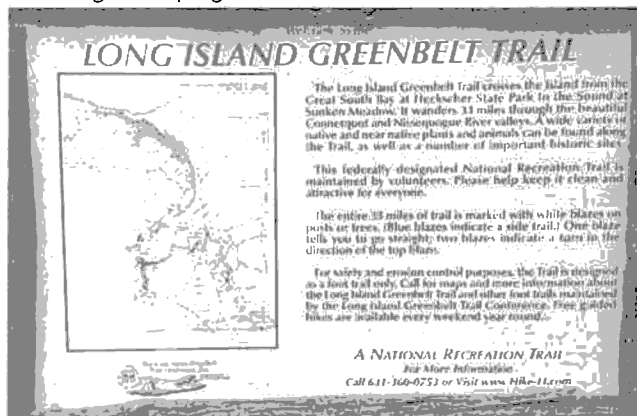 LONG ISLAND GREENBELT TRAIL
The Long Island Greenbelt Trail crosses the Island from the
Great South Bay at Heckscher State Park to the Sound at
Sunken Meadow. It wanders 33 miles through the beautiful
Connetquot and Nissequogue River valleys. A wide variety of
native and near native plants and animals can be found along
the Trail, as well as a number of important historic sites
This federally designated National Recreation Trail is
maintained by volunteers. Please help keep it clean and
attractive for everyone.
The entire 33 miles of trail is marked with white blazes on
posts or trees. (Blue blazes indicate a side trail.) One blaze
tells you to go straight; two blazes indicate a turn in the
direction of the top blaze.
For safety and erosion control purposes, the Trail is designed
as a foot trail only. Call for maps and more information about
the Long Island Greenbelt Trail and other foot trails maintained
by the Long Island Greenbelt Trail Conference. Free guided
hikes are available every weekend year round.
A NATIONAL RECREATION TRAIL
For More Information
Call 631-360-0753 or Visit www.Hike-LI.com